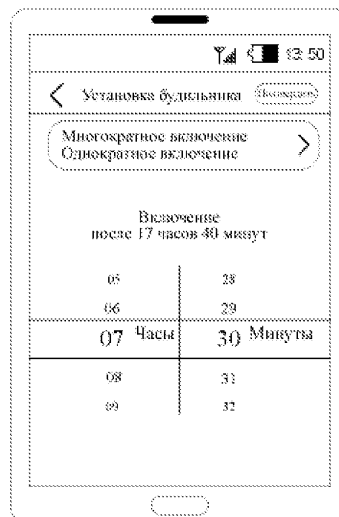 13: 50
Установка будильника
Многократное включение
Однократное включение
Включение
после 17 часов 40 минут
05 28
06 29
07 Часы 30 Минуты
08 31
09 32